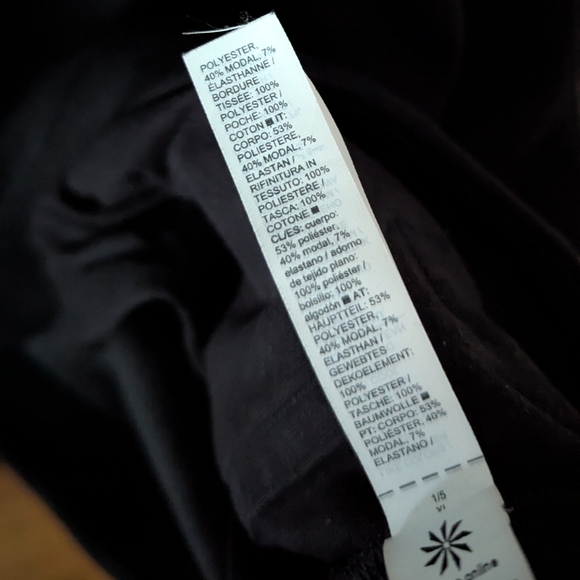 POLYESTER,
40% MODAL, 7%
ÉLASTHANNE /
BORDURE
TISSÉE: 100%
POLYESTER /
POCHE: 100%
COTON ■ IT:
CORPO: 53%
POLIESTERE,
40% MODAL, 7%
ELASTAN /
RIFINITURA IN
TESSUTO: 100%
POLIESTERE /
TASCA: 100%
COTONE ■
CL/ES: cuerpo:
53% poliéster,
40% modal, 7%
elastano / adorno
de tejido plano:
100% poliéster /
bolsillo: 100%
algodón ■ AT:
HAUPTTEIL: 53%
POLYESTER,
40% MODAL, 7%
ELASTHAN /
GEWEBTES
DEKOELEMENT:
100%
POLYESTER /
TASCHE: 100%
BAUMWOLLE ■
PT: CORPO: 53%
POLIÉSTER, 40%
MODAL, 7%
ELASTANO /
1/5
online